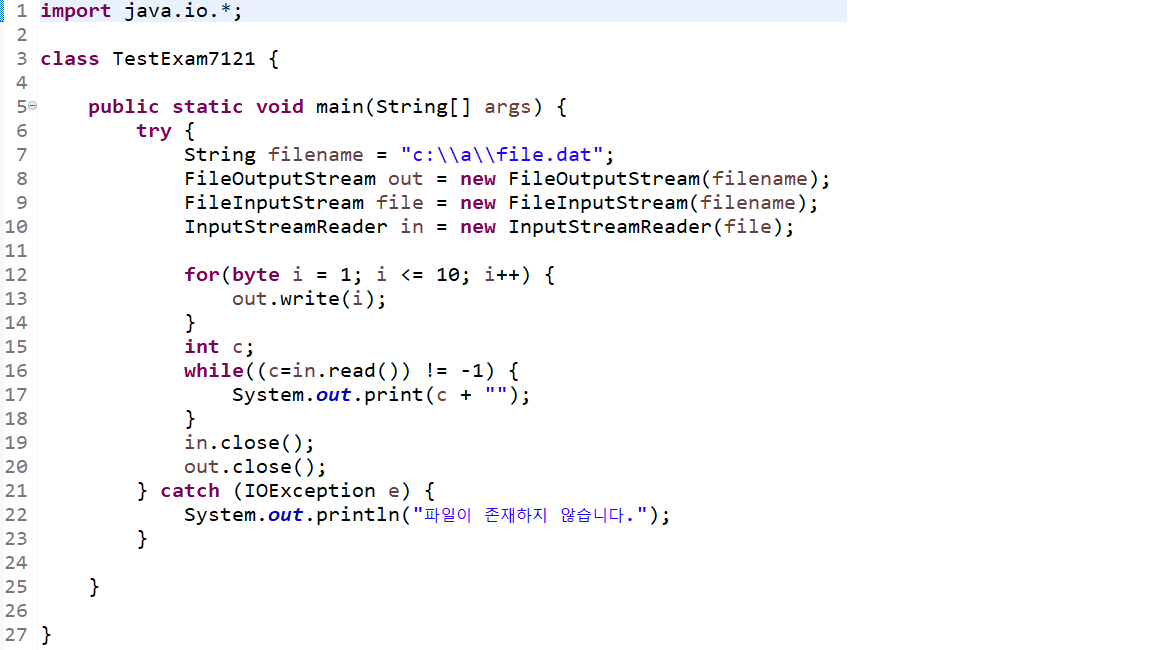 1 import java.io.*;
2
3 class TestExam7121 {
4
5 public static void main(String[] args) {
6 try {
7 String filename = "c:\\a\\file.dat";
8 FileOutputStream out = new FileOutputStream(filename);
9 FileInputStream file = new FileInputStream(filename);
10 InputStreamReader in = new InputStreamReader(file);
11
12 for(byte i = 1; i <= 10; i++) {
13 out.write(i);
14 }
15 int c;
16 while((c=in.read()) != -1) {
17 System.out.print(c + "");
18 }
19 in.close();
20 out.close();
21 } catch (IOException e) {
22 System.out.println("파일이 존재하지 않습니다.");
23 }
24
25 }
26
27 }